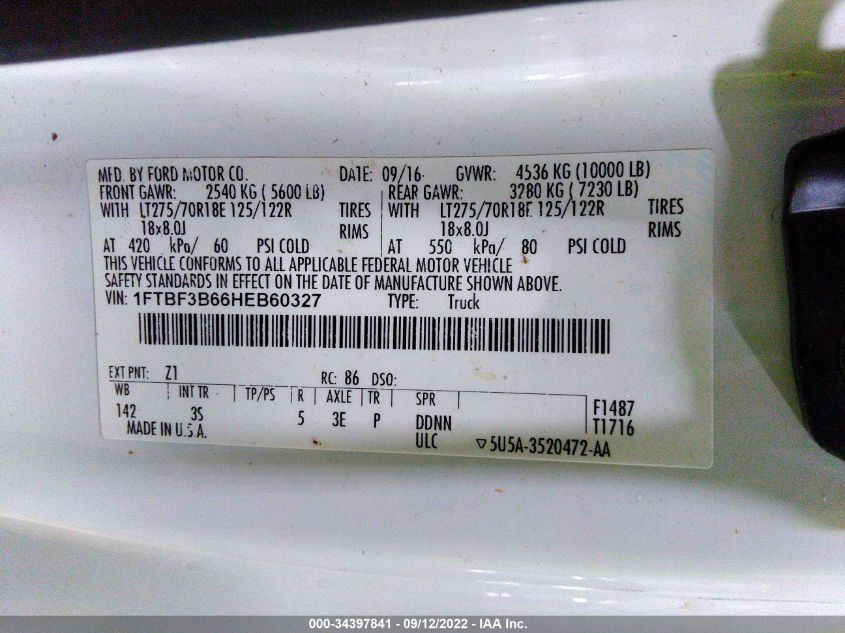 MFD. BY FORD MOTOR CO. DATE: 09/16 GVWR: 4536 KG (10000 LB)
FRONT GAWR: 2540 KG ( 5600 LB) REAR GAWR: 3280 KG ( 7230 LB)
WITH LT275/70R18E 125/122R TIRES WITH LT275/70R18E 125/122R TIRES
18x8.0J RIMS 18x8.0J RIMS
AT 420 kPa/ 60 PSI COLD AT 550 kPa/ 80 PSI COLD
THIS VEHICLE CONFORMS TO ALL APPLICABLE FEDERAL MOTOR VEHICLE
SAFETY STANDARDS IN EFFECT ON THE DATE OF MANUFACTURE SHOWN ABOVE.
VIN: 1FTBF3B66HEB60327 TYPE: Truck
EXT PNT: Z1 RC: 86 DSO:
WB INT TR TP/PS R AXLE TR SPR
142 3S 5 3E P DDNN F1487
MADE IN U.S.A. ULC T1716
▽5U5A-3520472-AA
000-34397841 - 09/12/2022 - IAA Inc.